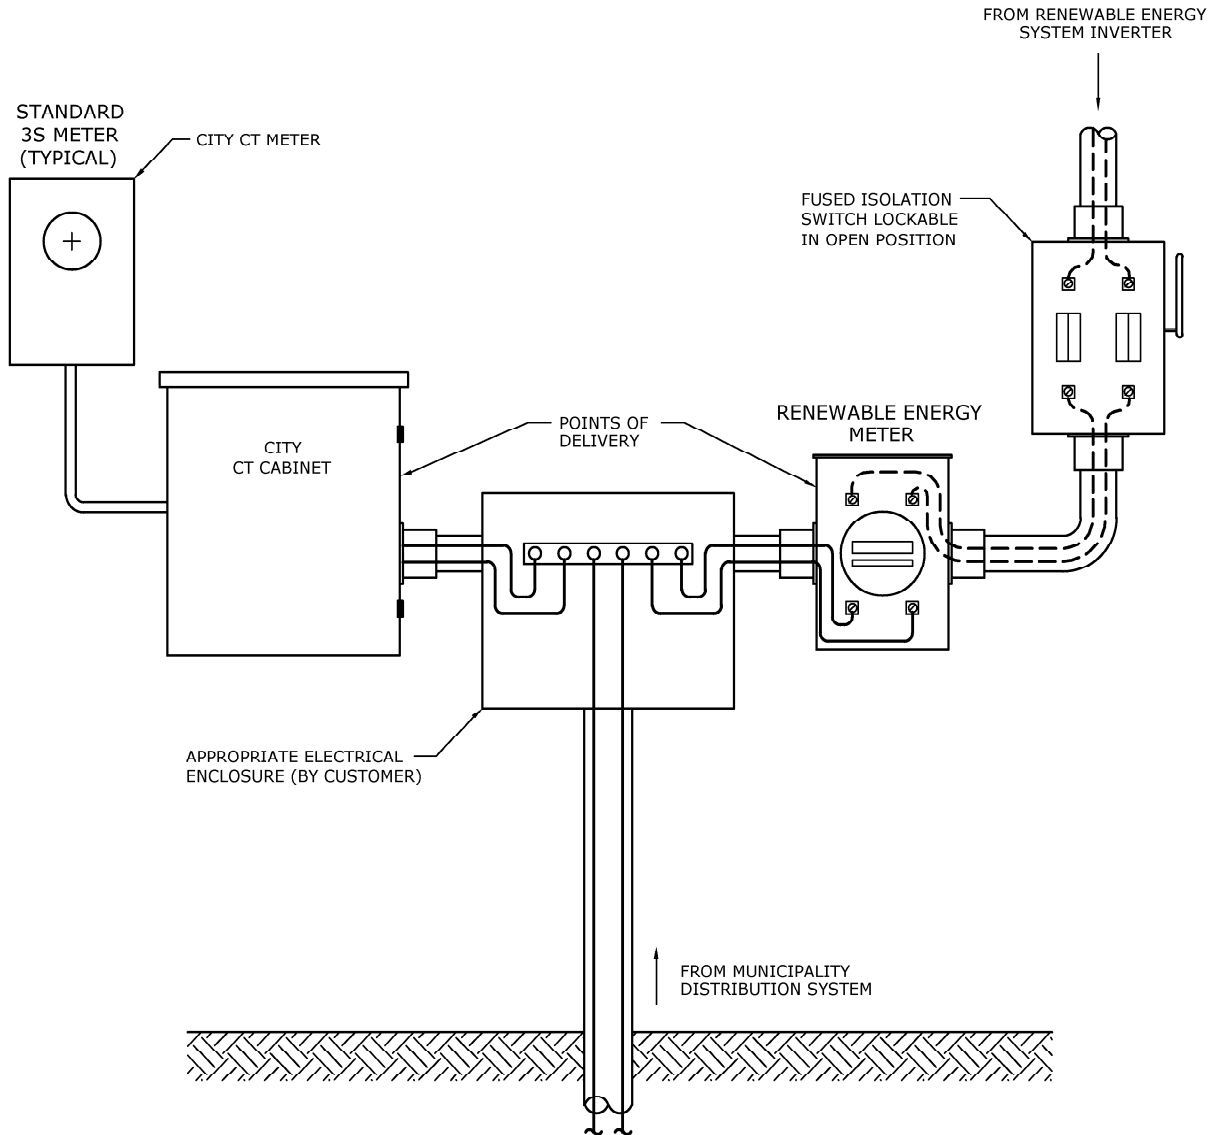 FROM RENEWABLE ENERGY
SYSTEM INVERTER
STANDARD
3S METER
(TYPICAL)
CITY CT METER
FUSED ISOLATION
SWITCH LOCKABLE
IN OPEN POSITION
POINTS OF
DELIVERY
RENEWABLE ENERGY
METER
CITY
CT CABINET
APPROPRIATE ELECTRICAL
ENCLOSURE (BY CUSTOMER)
FROM MUNICIPALITY
DISTRIBUTION SYSTEM